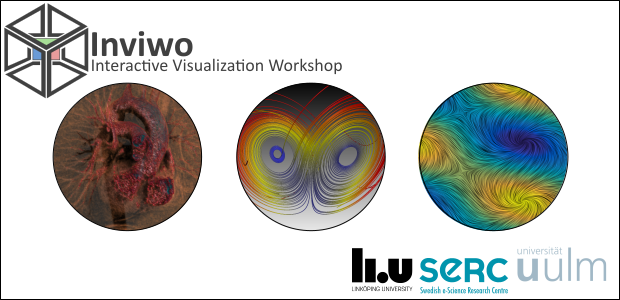 Inviwo
Interactive Visualization Workshop
li.u
LINKÖPING UNIVERSITY
serc
Swedish e-Science Research Centre
universität
uulm